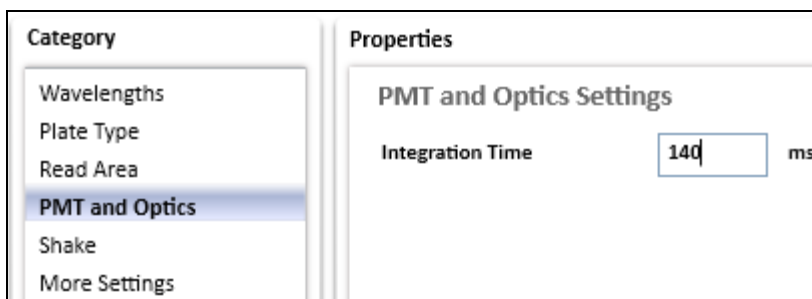 Category
Wavelengths
Plate Type
Read Area
PMT and Optics
Shake
More Settings
Properties
PMT and Optics Settings
Integration Time 140 ms